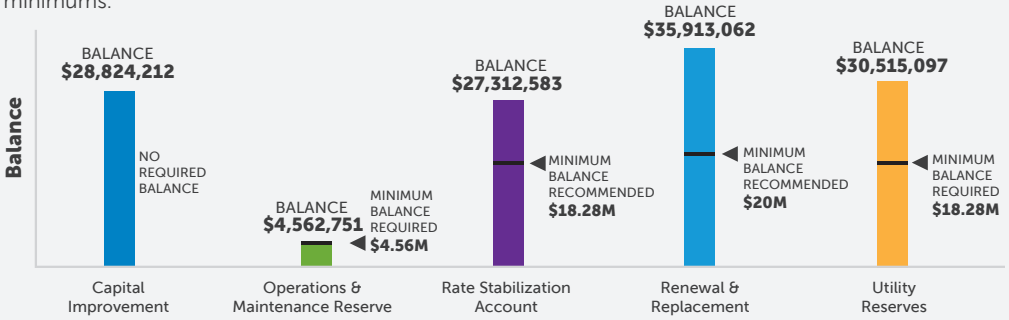 minimums.
Balance
BALANCE
$28,824,212
NO
REQUIRED
BALANCE
BALANCE
$4,562,751
MINIMUM
BALANCE
REQUIRED
$4.56M
BALANCE
$27,312,583
MINIMUM
BALANCE
RECOMMENDED
$18.28M
BALANCE
$35,913,062
MINIMUM
BALANCE
RECOMMENDED
$20M
BALANCE
$30,515,097
MINIMUM
BALANCE
REQUIRED
$18.28M
Capital
Improvement
Operations &
Maintenance Reserve
Rate Stabilization
Account
Renewal &
Replacement
Utility
Reserves